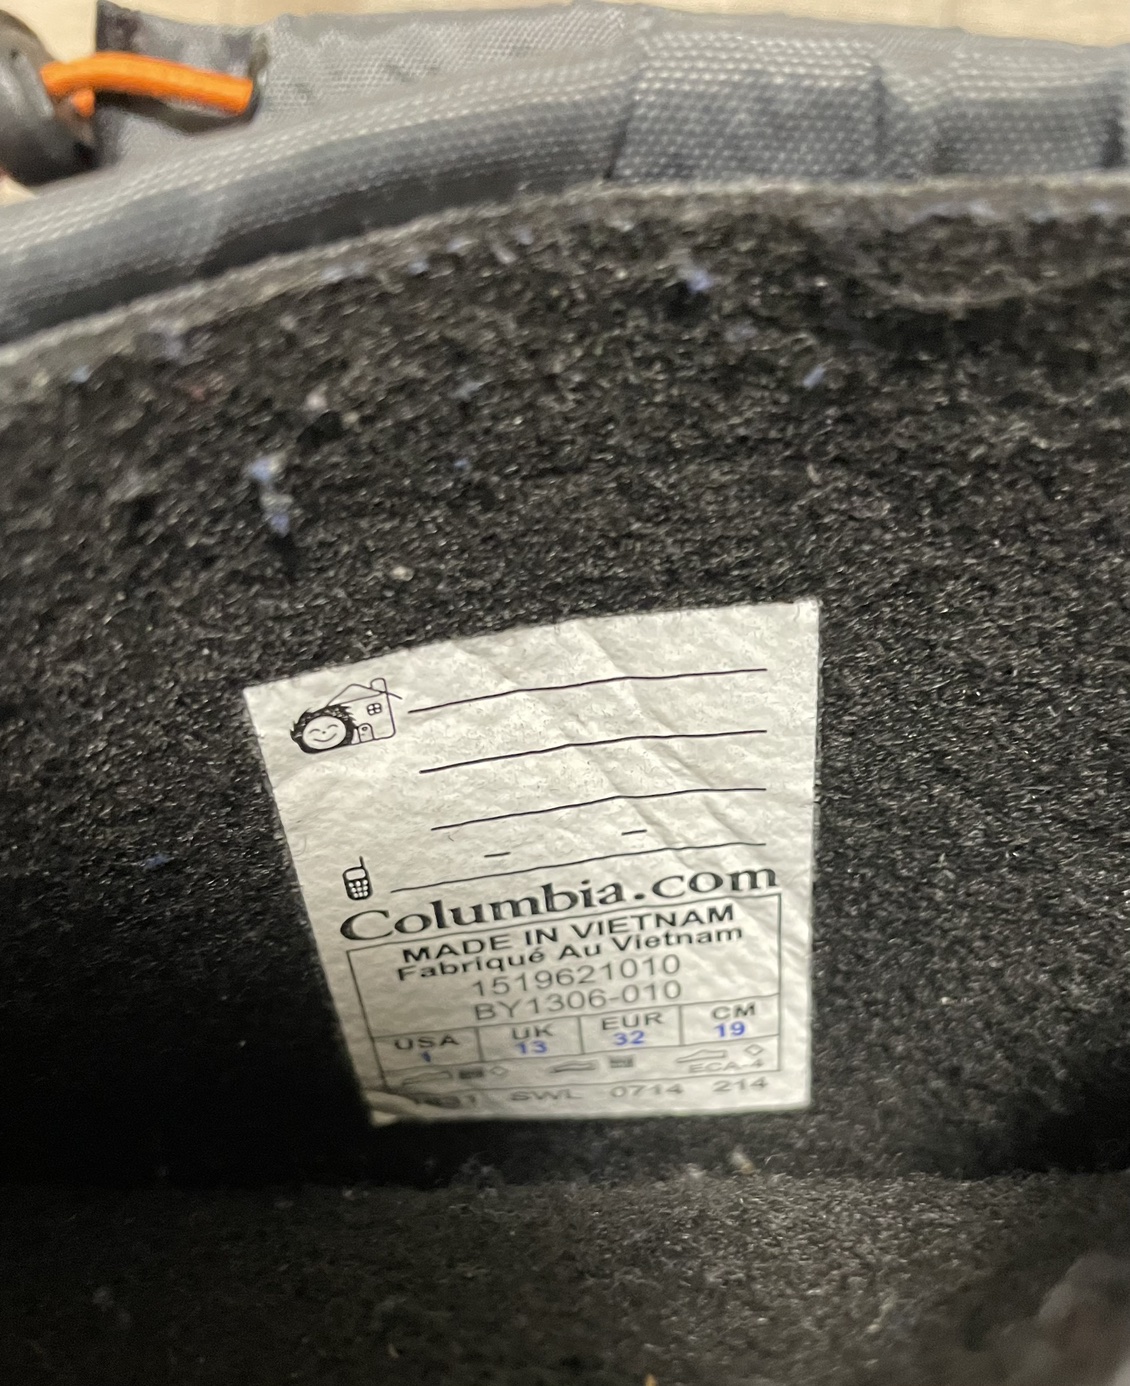 Columbia.com
MADE IN VIETNAM
Fabriqué Au Vietnam
1519621010
BY1306-010
USA UK EUR CM
1 13 32 19
ECA-4
SWL 0714 214